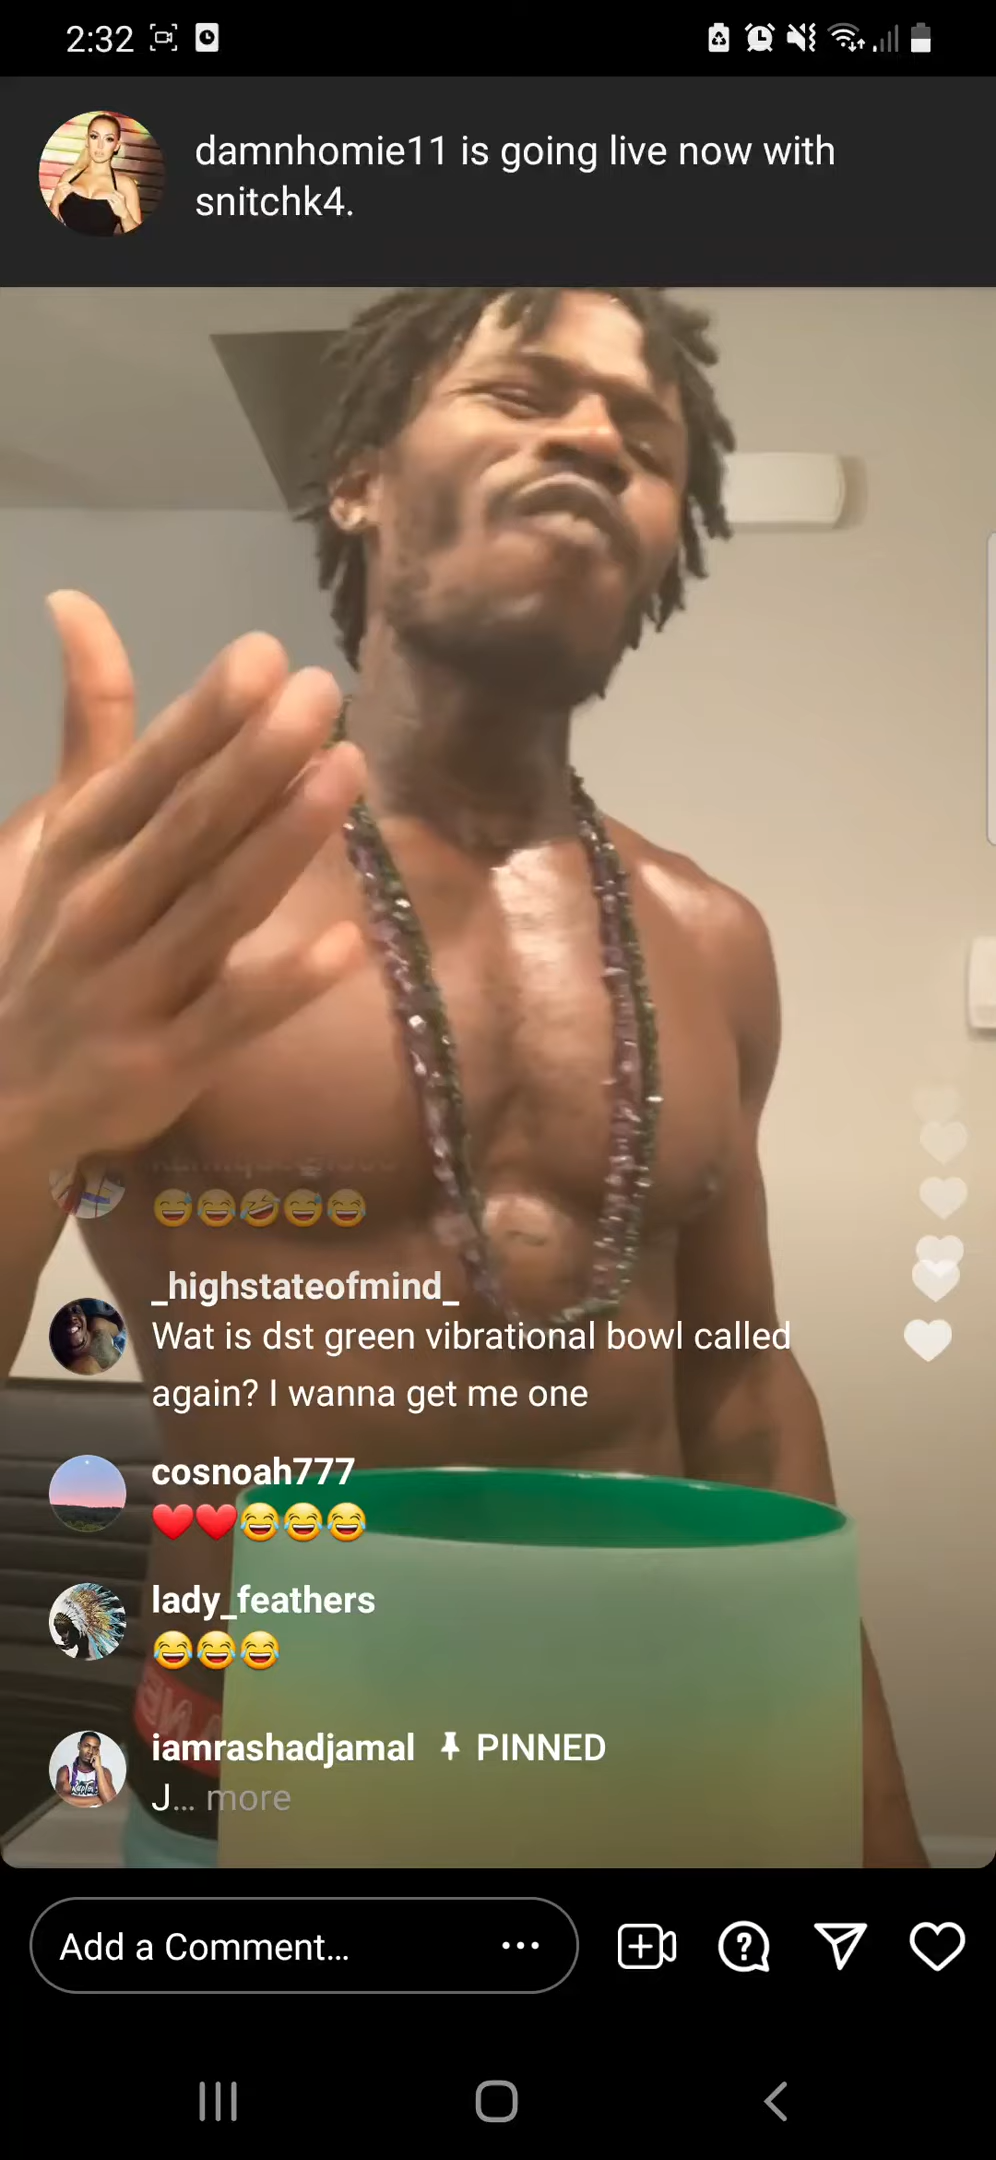 2:32
damnhomie11 is going live now with
snitchk4.
_highstateofmind_
Wat is dst green vibrational bowl called
again? I wanna get me one
cosnoah777
❤️❤️😂😂😂
lady_feathers
😂😂😂
iamrashadjamal PINNED
J... more
Add a Comment...